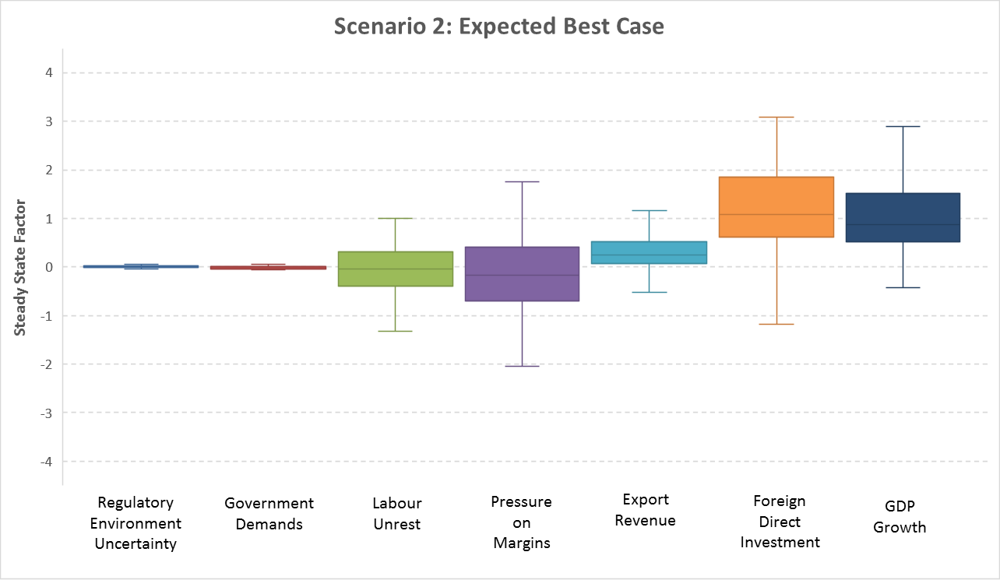 Scenario 2: Expected Best Case
Steady State Factor
4
3
2
1
0
-1
-2
-3
-4
Regulatory
Environment
Uncertainty
Government
Demands
Labour
Unrest
Pressure
on
Margins
Export
Revenue
Foreign
Direct
Investment
GDP
Growth